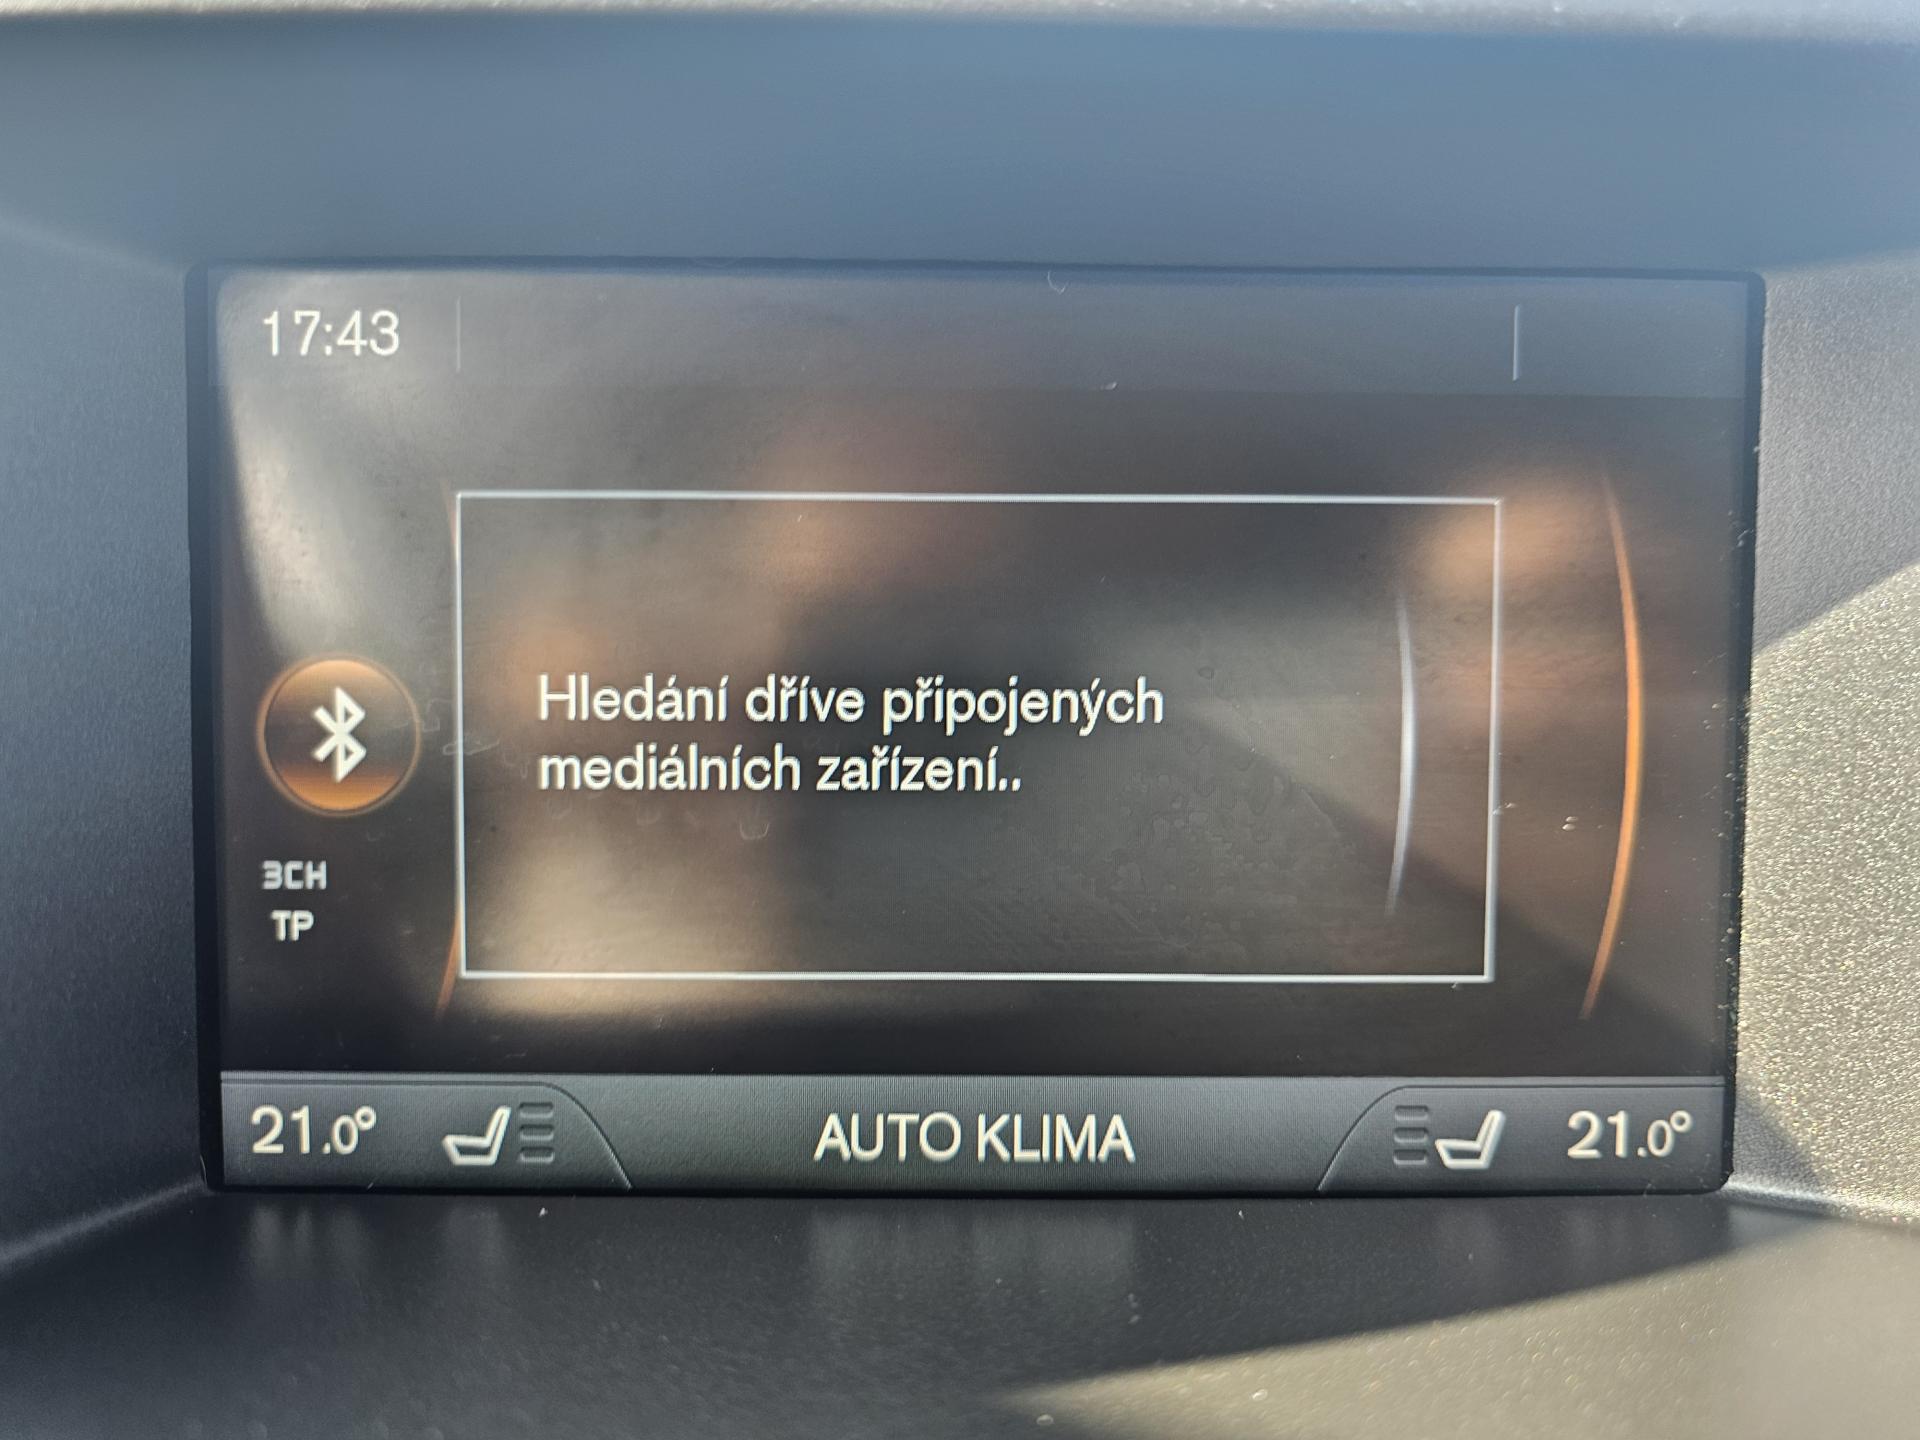 17:43
Hledání dříve připojených
mediálních zařízení..
3CH
TP
21.0°
AUTO KLIMA
21.0°